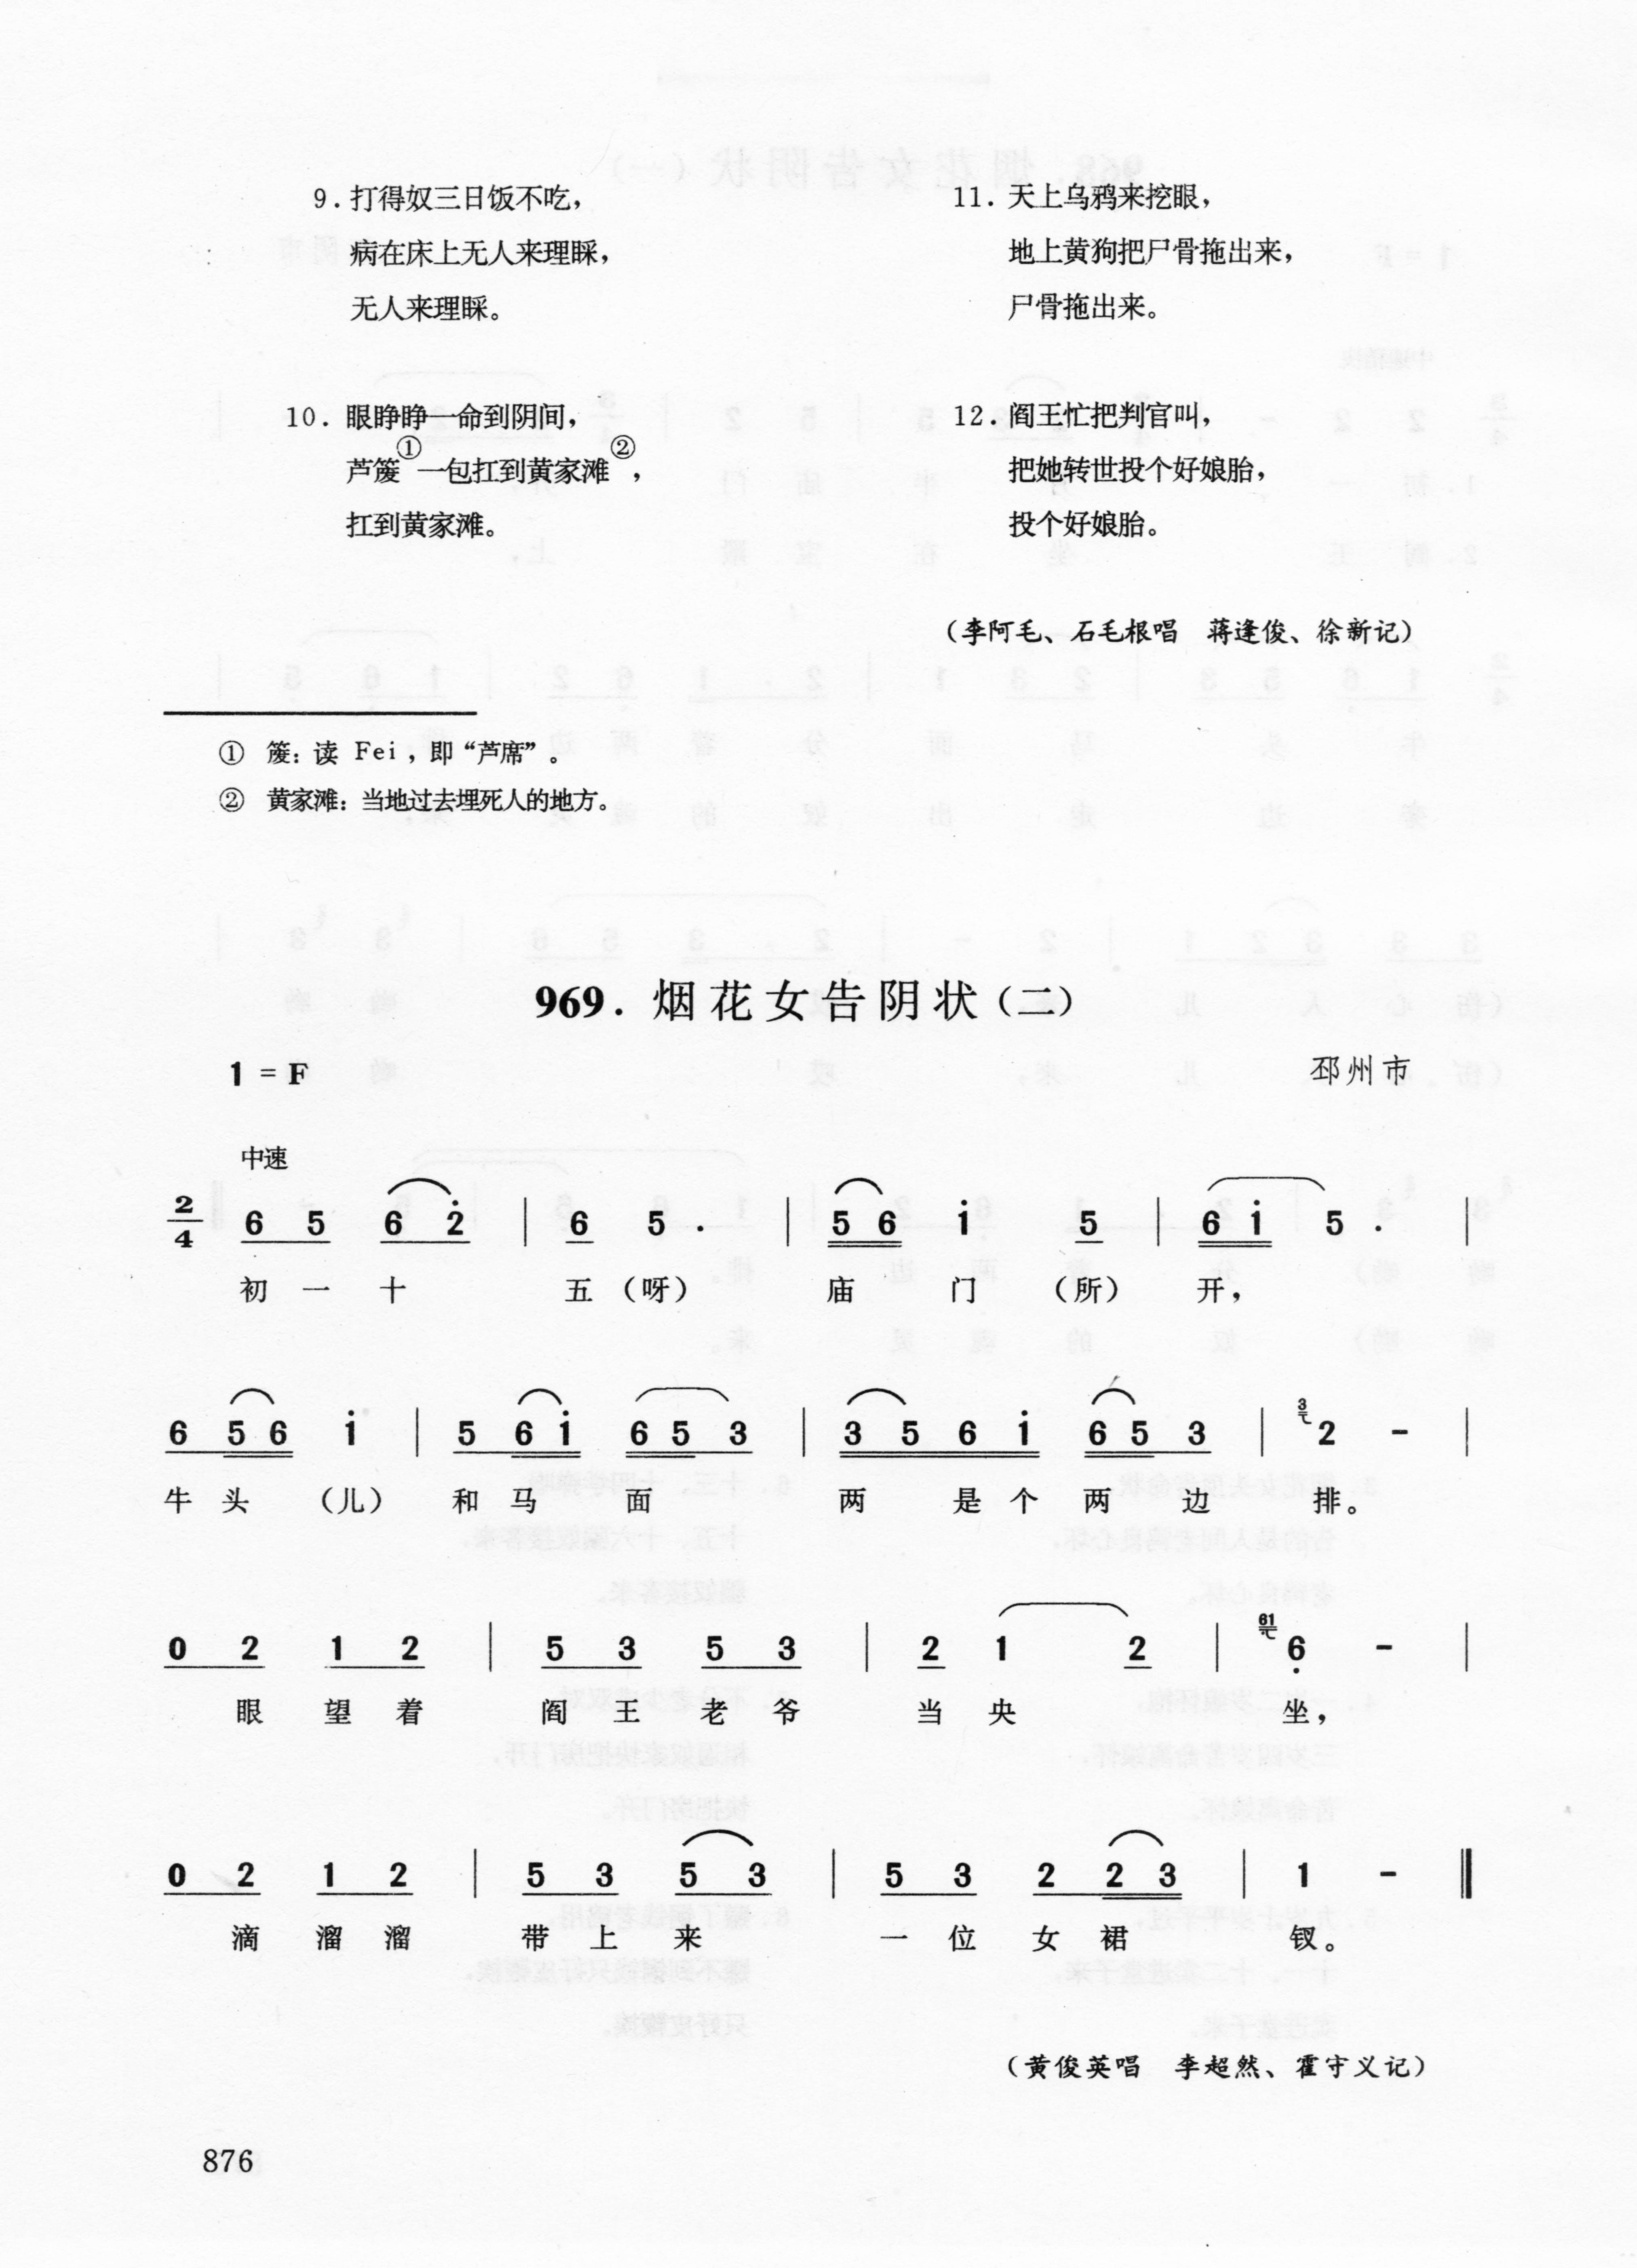 9. 打得奴三日饭不吃，
病在床上无人来理睬，
无人来理睬。
10. 眼睁睁一命到阴间，
芦䉬①一包扛到黄家滩②，
扛到黄家滩。
11. 天上乌鸦来挖眼，
地上黄狗把尸骨拖出来，
尸骨拖出来。
12. 阎王忙把判官叫，
把她转世投个好娘胎，
投个好娘胎。
（李阿毛、石毛根唱 蒋逢俊、徐新记）
① 䉬：读 Fei，即“芦席”。
② 黄家滩：当地过去埋死人的地方。
969. 烟花女告阴状（二）
1 = F 邳州市
中速
2/4 6 5 6 2̇ | 6 5 . | 5 6 1̇ 5 | 6 1̇ 5 . |
初 一 十 五（呀） 庙 门 （所） 开，
6 5 6 1̇ | 5 6 1̇ 6 5 3 | 3 5 6 1̇ 6 5 3 | 3 2 - |
牛 头 （儿） 和 马 面 两 是 个 两 边 排。
0 2 1 2 | 5 3 5 3 | 2 1 2 | 61 6̣ - |
眼 望 着 阎 王 老 爷 当 央 坐，
0 2 1 2 | 5 3 5 3 | 5 3 2 2 3 | 1 - ‖
滴 溜 溜 带 上 来 一 位 女 裙 钗。
（黄俊英唱 李超然、霍守义记）
876